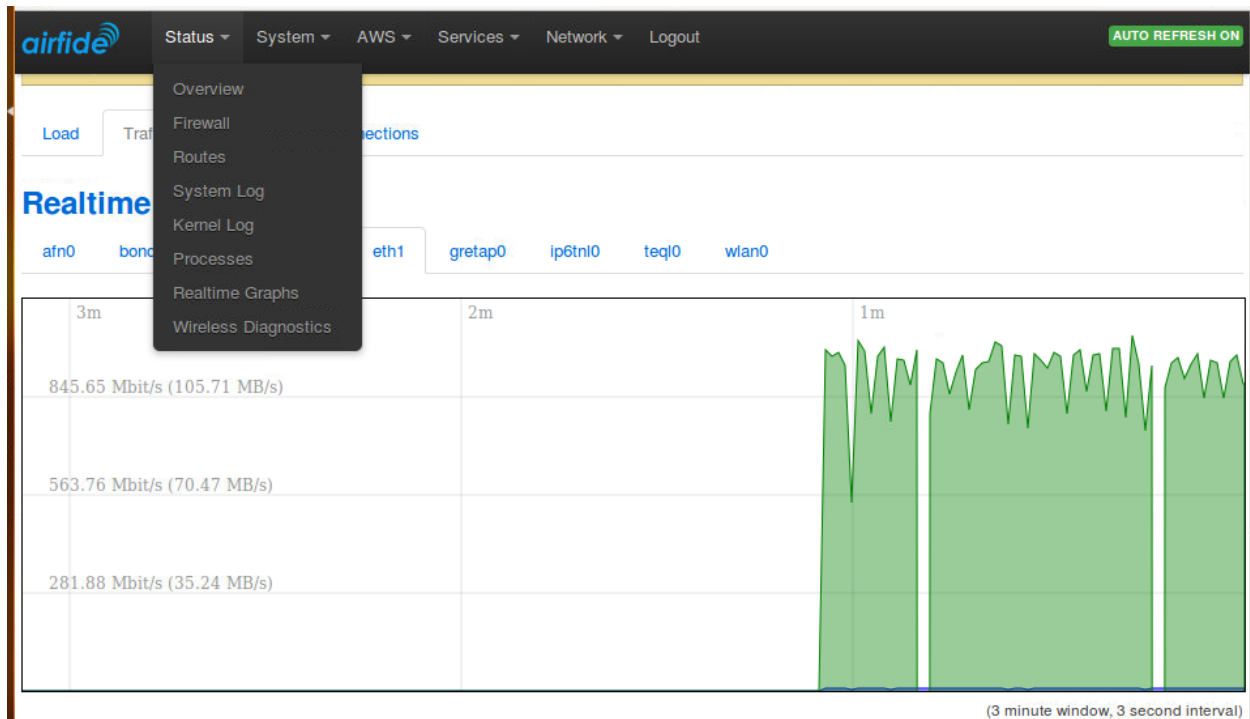 airfide Status System AWS Services Network Logout AUTO REFRESH ON
Overview
Firewall
Routes
System Log
Kernel Log
Processes
Realtime Graphs
Wireless Diagnostics
Load Traf ections
Realtime
afn0 bond eth1 gretap0 ip6tnl0 teql0 wlan0
3m 2m 1m
845.65 Mbit/s (105.71 MB/s)
563.76 Mbit/s (70.47 MB/s)
281.88 Mbit/s (35.24 MB/s)
(3 minute window, 3 second interval)